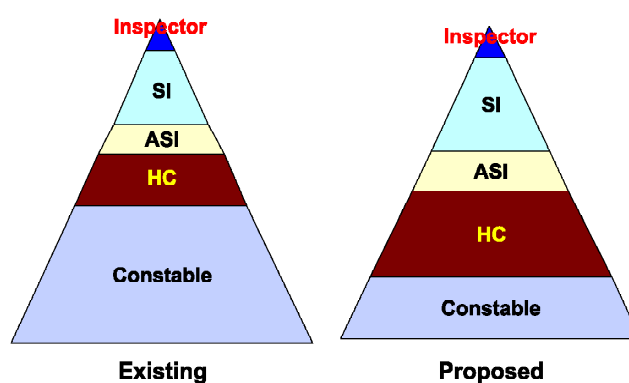 Inspector
SI
ASI
HC
Constable
Existing
Inspector
SI
ASI
HC
Constable
Proposed